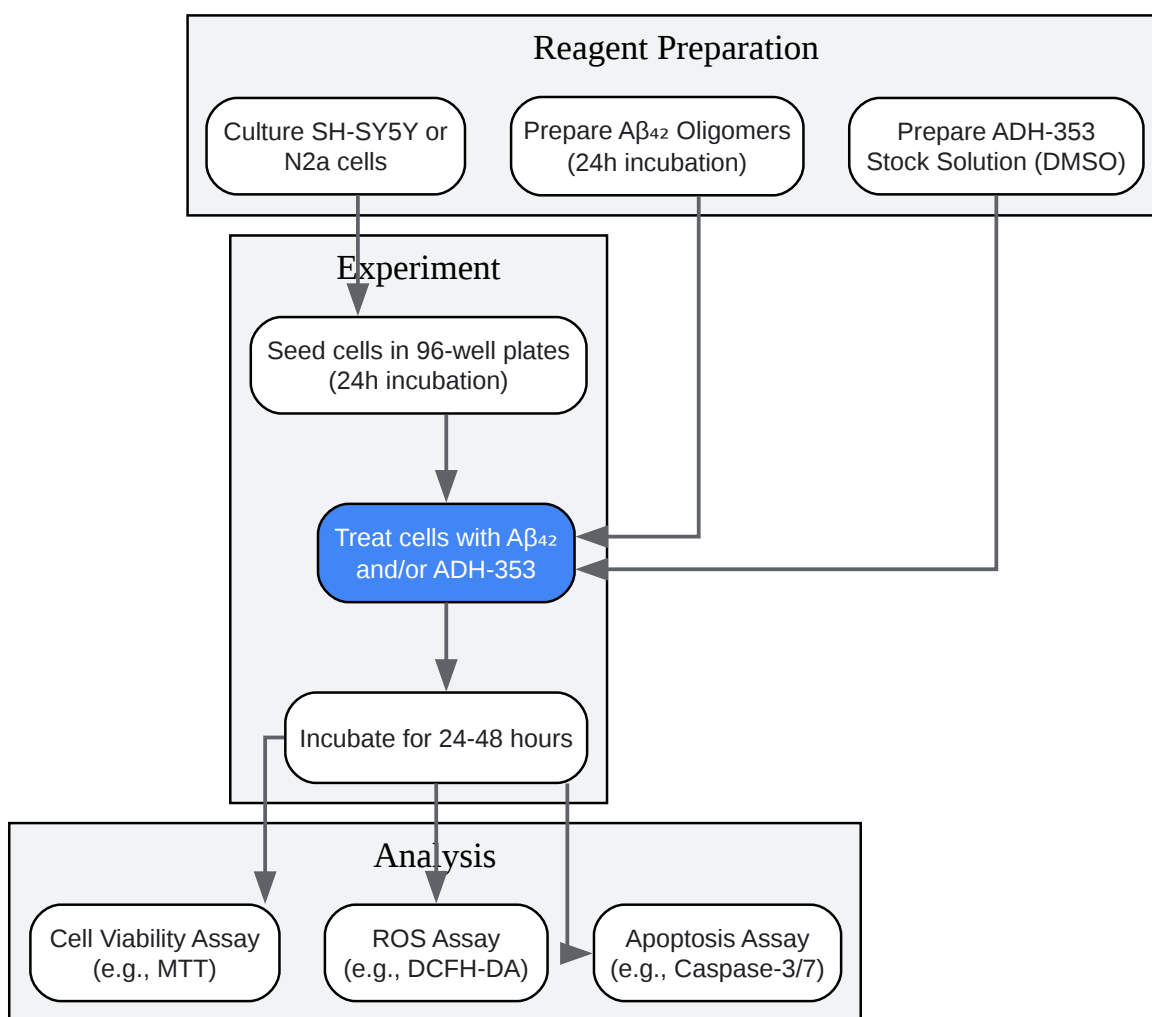 Reagent Preparation
Culture SH-SY5Y or
N2a cells
Prepare Aβ₄₂ Oligomers
(24h incubation)
Prepare ADH-353
Stock Solution (DMSO)
Experiment
Seed cells in 96-well plates
(24h incubation)
Treat cells with Aβ₄₂
and/or ADH-353
Incubate for 24-48 hours
Analysis
Cell Viability Assay
(e.g., MTT)
ROS Assay
(e.g., DCFH-DA)
Apoptosis Assay
(e.g., Caspase-3/7)